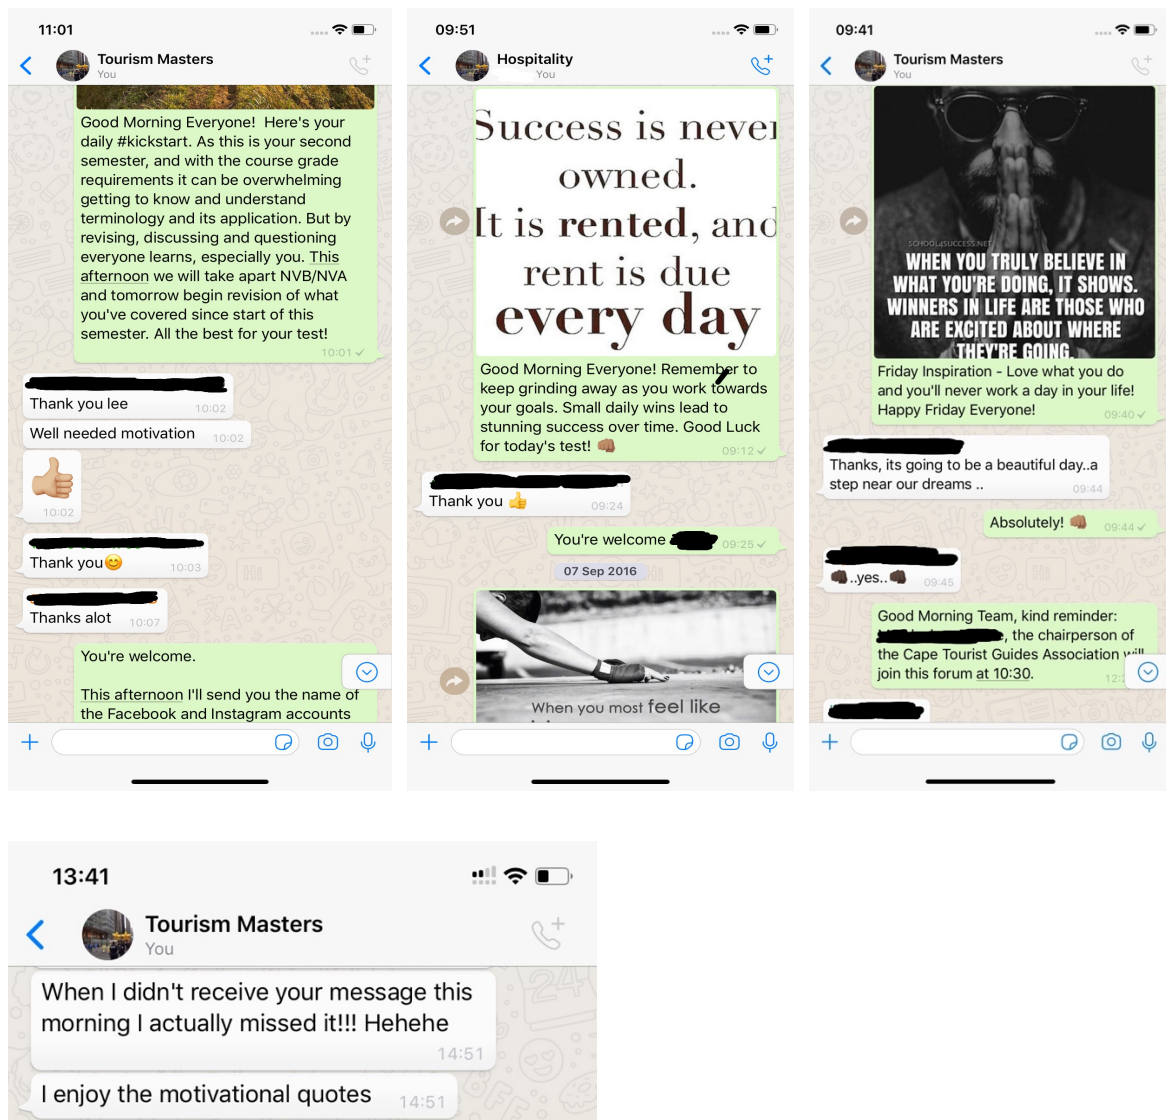 11:01
Tourism Masters
You
Good Morning Everyone! Here's your
daily #kickstart. As this is your second
semester, and with the course grade
requirements it can be overwhelming
getting to know and understand
terminology and its application. But by
revising, discussing and questioning
everyone learns, especially you. This
afternoon we will take apart NVB/NVA
and tomorrow begin revision of what
you've covered since start of this
semester. All the best for your test!
10:01
Thank you lee
10:02
Well needed motivation
10:02
10:02
Thank you😊
10:03
Thanks alot
10:07
You're welcome.
This afternoon I'll send you the name of
the Facebook and Instagram accounts
09:51
Hospitality
You
Success is never
owned.
It is rented, and
rent is due
every day
Good Morning Everyone! Remember to
keep grinding away as you work towards
your goals. Small daily wins lead to
stunning success over time. Good Luck
for today's test! 👊🏽
09:12
Thank you 👍
09:24
You're welcome
09:25
07 Sep 2016
When you most feel like
09:41
Tourism Masters
You
SCHOOL4SUCCESS.NET
WHEN YOU TRULY BELIEVE IN
WHAT YOU'RE DOING, IT SHOWS.
WINNERS IN LIFE ARE THOSE WHO
ARE EXCITED ABOUT WHERE
THEY'RE GOING.
Friday Inspiration - Love what you do
and you'll never work a day in your life!
Happy Friday Everyone!
09:40
Thanks, its going to be a beautiful day..a
step near our dreams ..
09:44
Absolutely! 👊🏽
09:44
👊🏿..yes..👊🏿
09:45
Good Morning Team, kind reminder:
, the chairperson of
the Cape Tourist Guides Association will
join this forum at 10:30.
13:41
Tourism Masters
You
When I didn't receive your message this
morning I actually missed it!!! Hehehe
14:51
I enjoy the motivational quotes
14:51